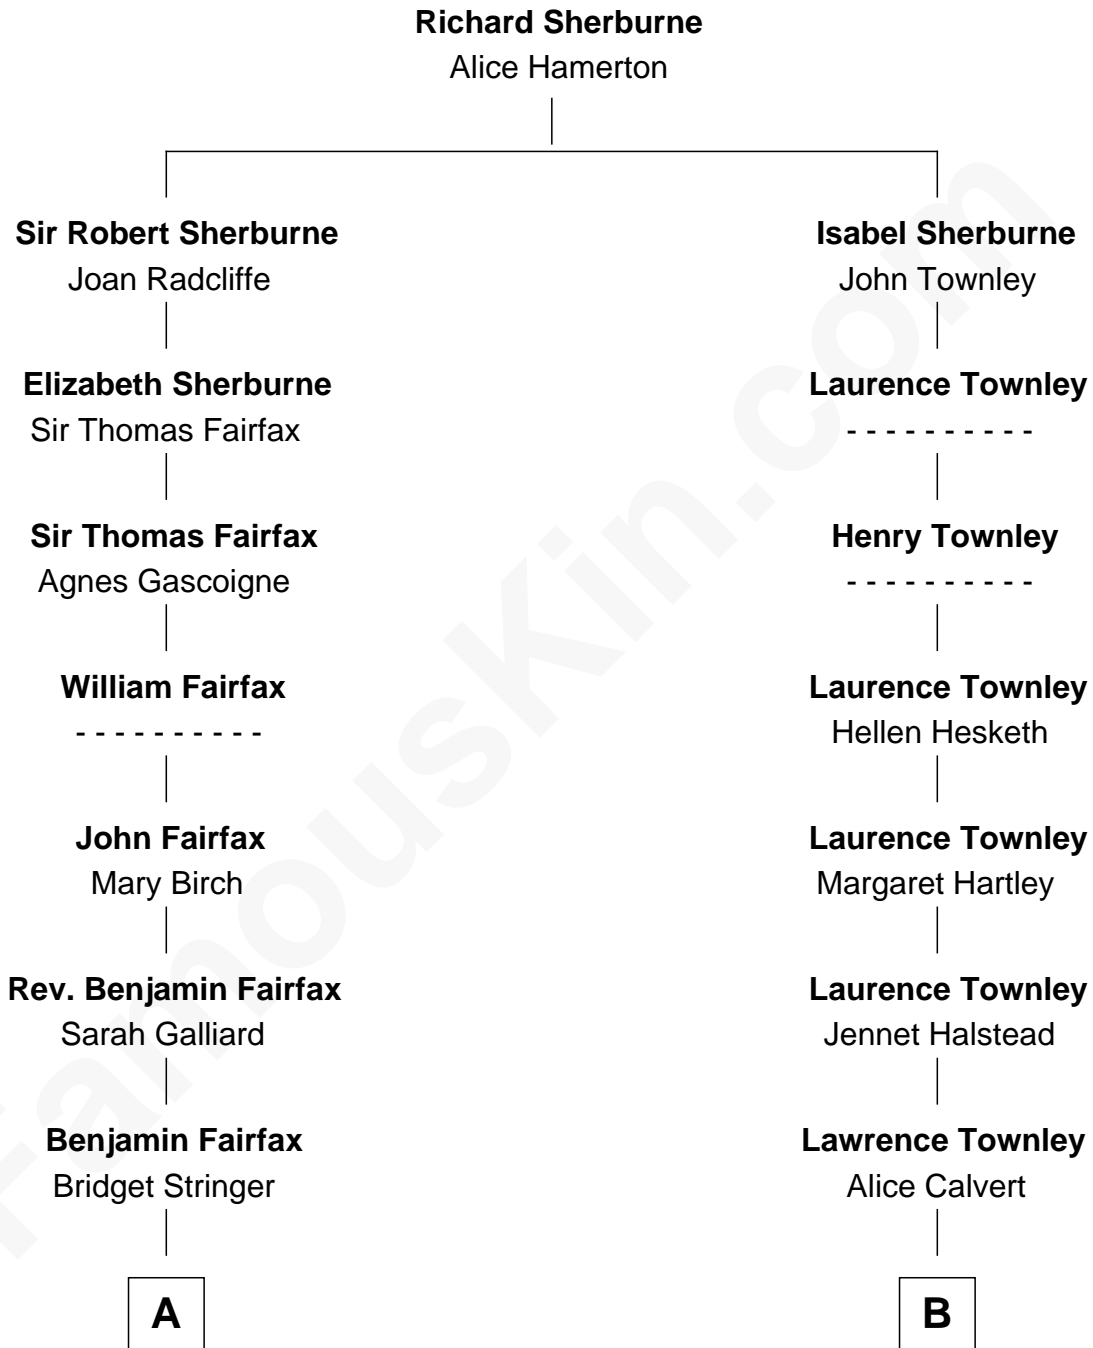 Richard Sherburne
Alice Hamerton
Sir Robert Sherburne
Joan Radcliffe
Isabel Sherburne
John Townley
Elizabeth Sherburne
Sir Thomas Fairfax
Laurence Townley
- - - - - - - - - -
Sir Thomas Fairfax
Agnes Gascoigne
Henry Townley
- - - - - - - - - -
William Fairfax
- - - - - - - - - -
Laurence Townley
Hellen Hesketh
John Fairfax
Mary Birch
Laurence Townley
Margaret Hartley
Rev. Benjamin Fairfax
Sarah Galliard
Laurence Townley
Jennet Halstead
Benjamin Fairfax
Bridget Stringer
Lawrence Townley
Alice Calvert
A
B
FamousKin.com